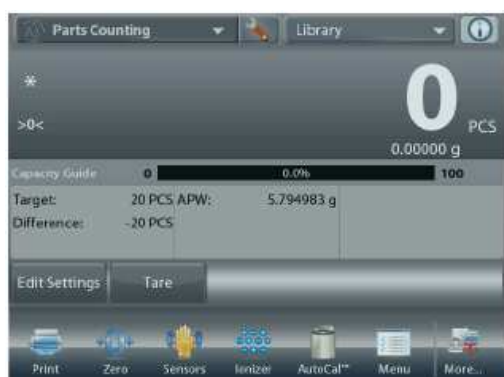 Parts Counting Library
*
0
>0<
PCS
0.00000 g
Capacity Guide 0 0.0% 100
Target: 20 PCS APW: 5.794983 g
Difference: -20 PCS
Edit Settings Tare
Print Zero Sensors Ionizer AutoCal™ Menu More...